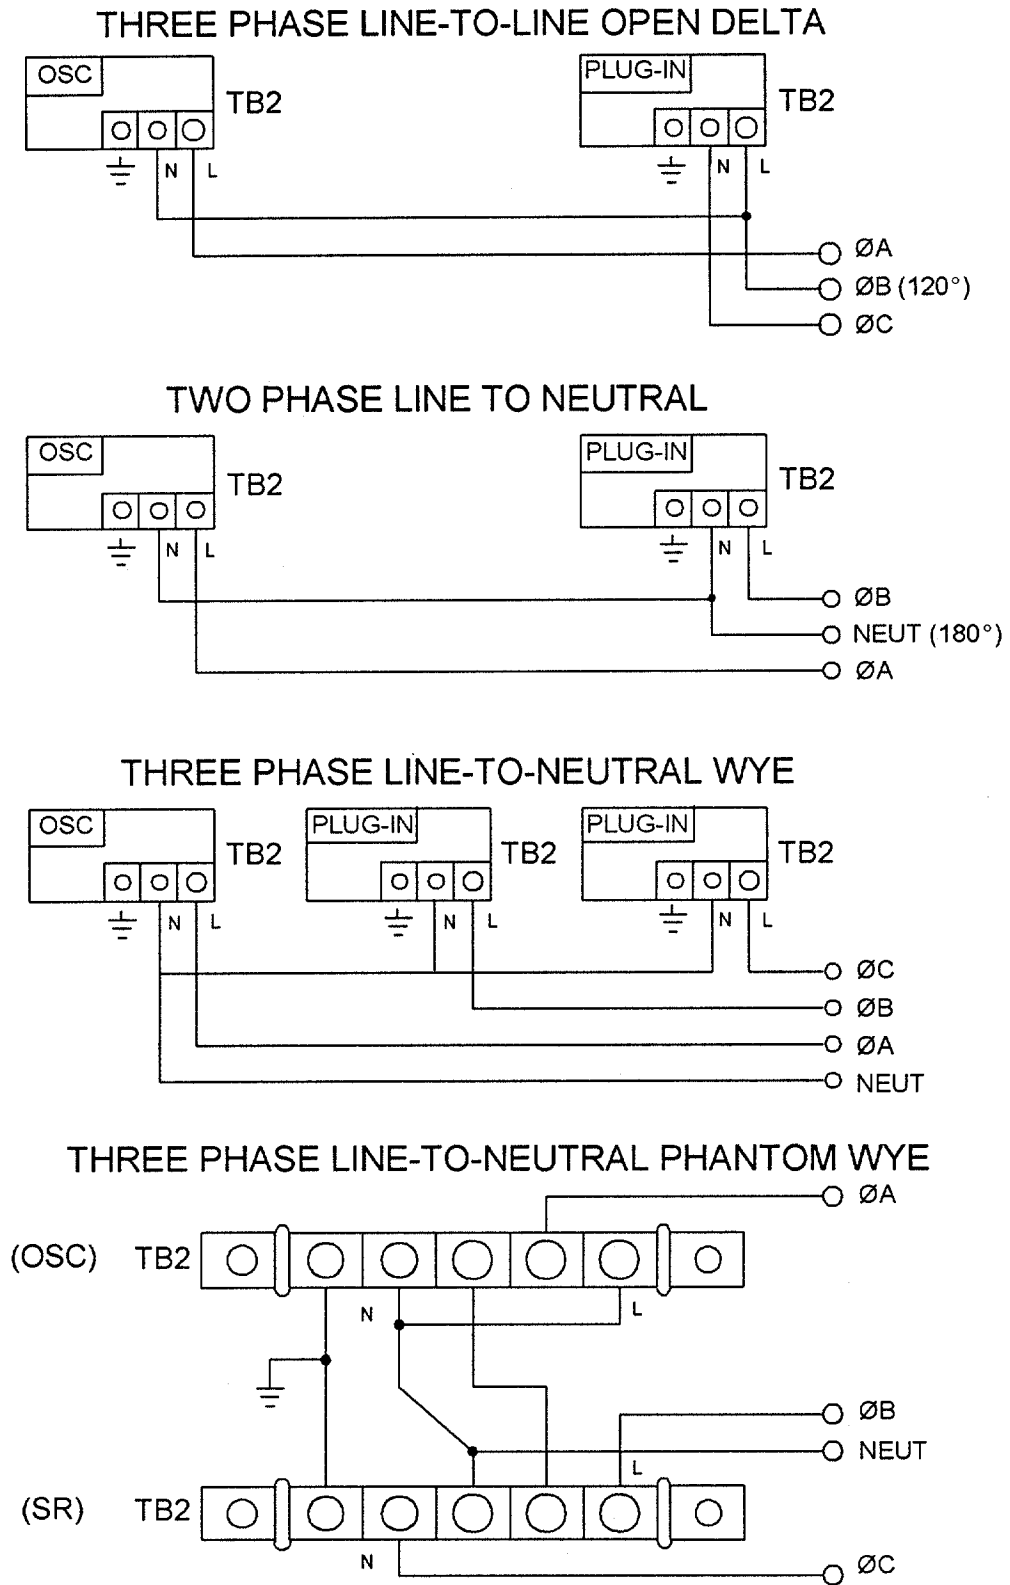 THREE PHASE LINE-TO-LINE OPEN DELTA
OSC
TB2
N L
PLUG-IN
TB2
N L
ØA
ØB (120°)
ØC
TWO PHASE LINE TO NEUTRAL
OSC
TB2
N L
PLUG-IN
TB2
N L
ØB
NEUT (180°)
ØA
THREE PHASE LINE-TO-NEUTRAL WYE
OSC
TB2
N L
PLUG-IN
TB2
N L
PLUG-IN
TB2
N L
ØC
ØB
ØA
NEUT
THREE PHASE LINE-TO-NEUTRAL PHANTOM WYE
ØA
(OSC) TB2
N L
ØB
NEUT
L
(SR) TB2
N
ØC